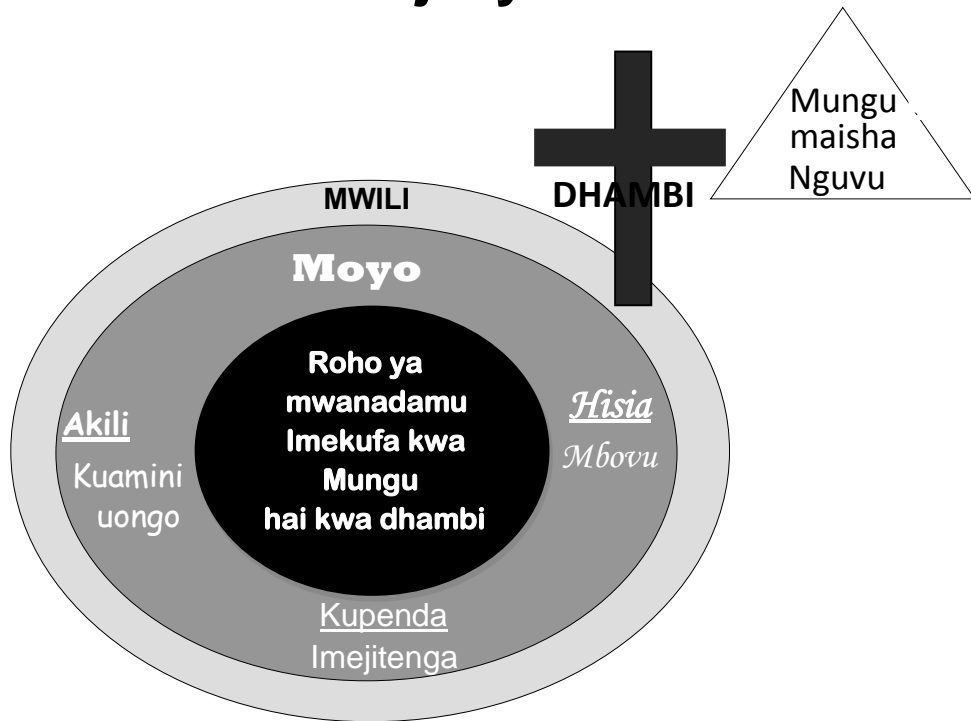 Mungu
maisha
Nguvu
DHAMBI
MWILI
Moyo
Roho ya
mwanadamu
Imekufa kwa
Mungu
hai kwa dhambi
Akili
Kuamini
uongo
Hisia
Mbovu
Kupenda
Imejitenga